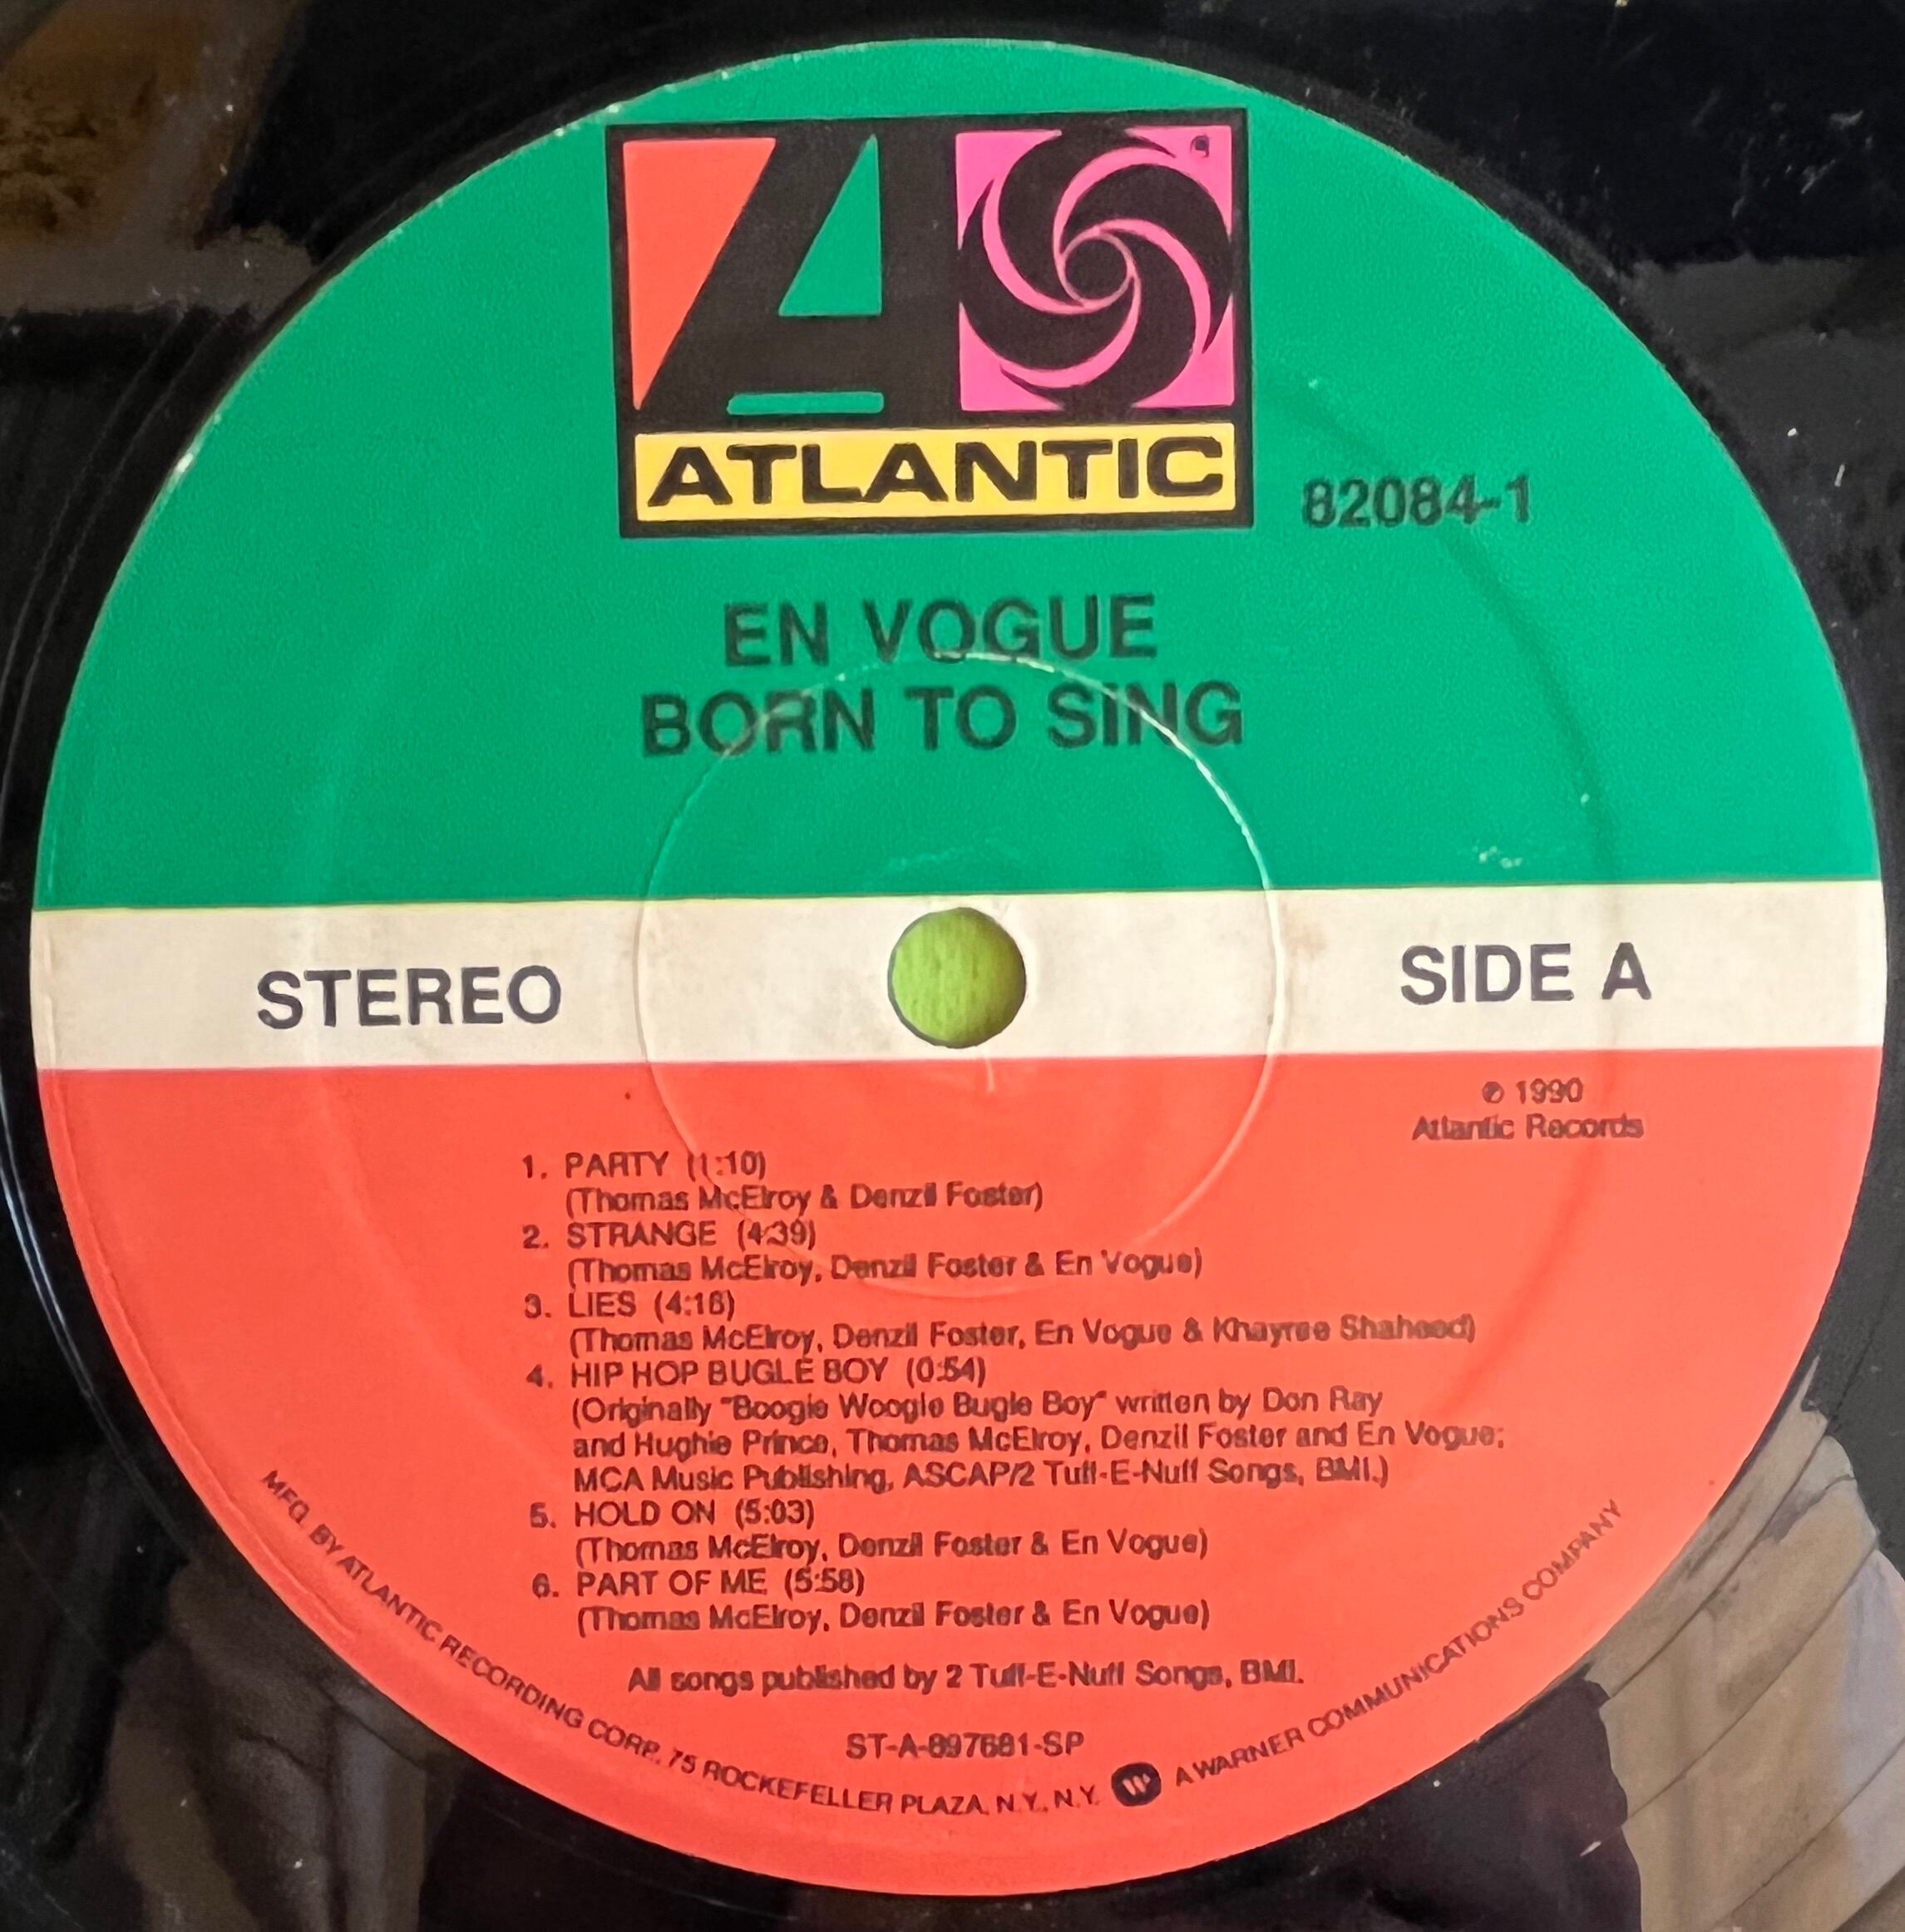 ATLANTIC
82084-1
EN VOGUE
BORN TO SING
STEREO
SIDE A
℗ 1990
Atlantic Records
1. PARTY (1:10)
(Thomas McElroy & Denzil Foster)
2. STRANGE (4:39)
(Thomas McElroy, Denzil Foster & En Vogue)
3. LIES (4:18)
(Thomas McElroy, Denzil Foster, En Vogue & Khayree Shaheed)
4. HIP HOP BUGLE BOY (0:54)
(Originally "Boogie Woogie Bugle Boy" written by Don Ray
and Hughie Prince, Thomas McElroy, Denzil Foster and En Vogue;
MCA Music Publishing, ASCAP/2 Tuff-E-Nuff Songs, BMI.)
5. HOLD ON (5:03)
(Thomas McElroy, Denzil Foster & En Vogue)
6. PART OF ME (5:58)
(Thomas McElroy, Denzil Foster & En Vogue)
All songs published by 2 Tuff-E-Nuff Songs, BMI.
ST-A-897681-SP
MFG. BY ATLANTIC RECORDING CORP., 75 ROCKEFELLER PLAZA, N.Y., N.Y. W A WARNER COMMUNICATIONS COMPANY